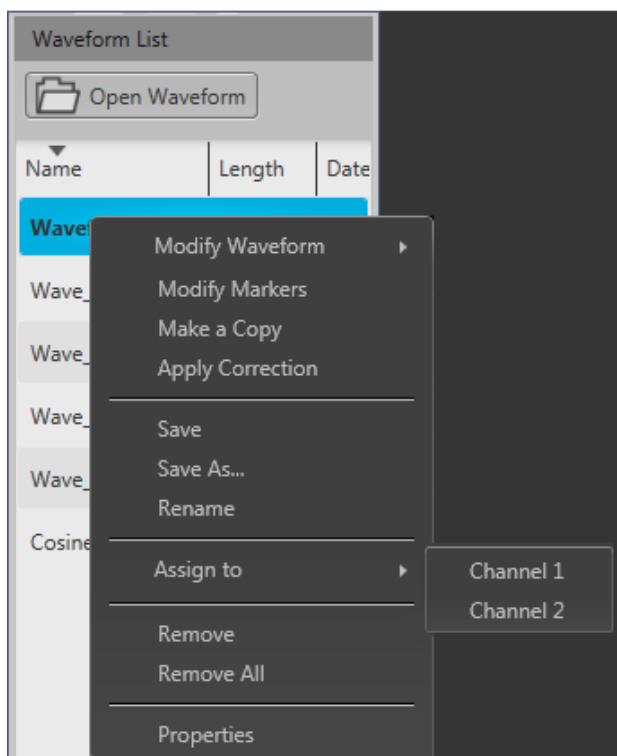 Waveform List
Open Waveform
Name Length Date
Modify Waveform
Wave_ Modify Markers
Make a Copy
Wave_ Apply Correction
Wave_ Save
Wave_ Save As...
Rename
Cosine
Assign to Channel 1
Channel 2
Remove
Remove All
Properties